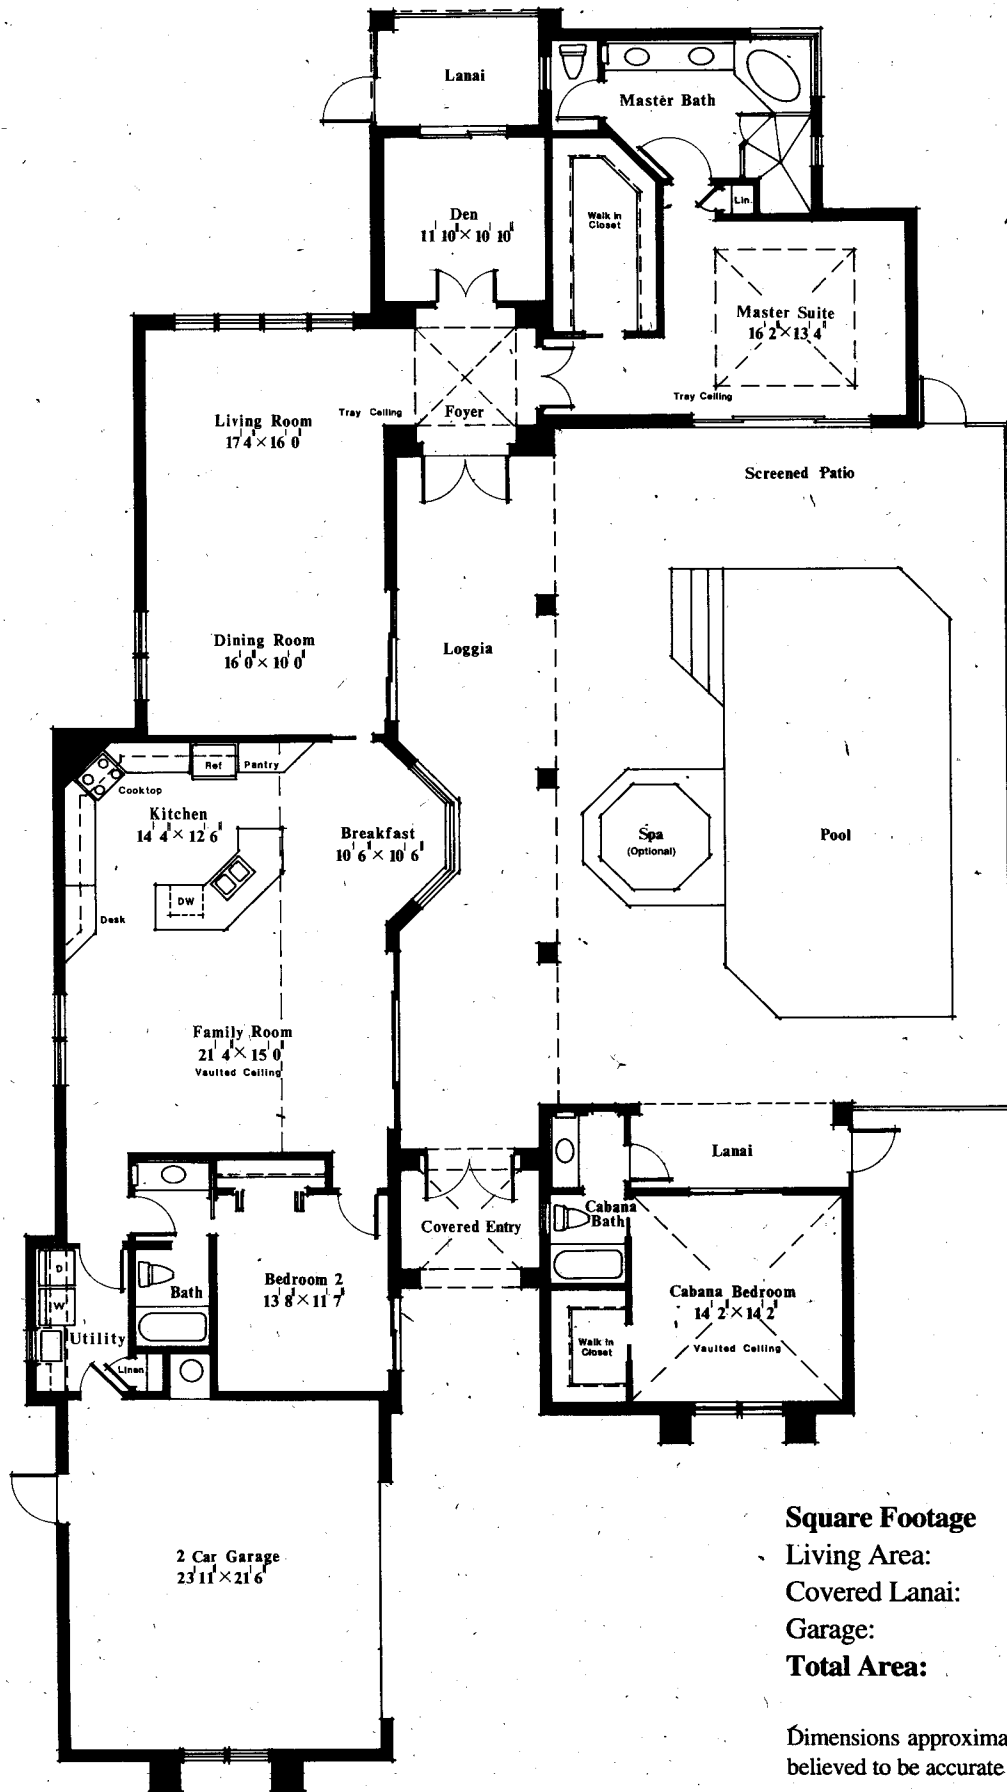 Lanai
Master Bath
Lin.
Den
11' 10" × 10' 10"
Walk In
Closet
Master Suite
16' 2" × 13' 4"
Tray Ceiling
Living Room
17' 4" × 16' 0"
Tray Ceiling
Foyer
Screened Patio
Dining Room
16' 0" × 10' 0"
Loggia
Ref
Pantry
Cooktop
Kitchen
14' 4" × 12' 6"
Breakfast
10' 6" × 10' 6"
Spa
(Optional)
Pool
DW
Desk
Family Room
21' 4" × 15' 0"
Vaulted Ceiling
Lanai
Covered Entry
Cabana
Bath
D
W
Utility
Bath
Linen
Bedroom 2
13' 8" × 11' 7"
Cabana Bedroom
14' 2" × 14' 2"
Vaulted Ceiling
Walk In
Closet
2 Car Garage
23' 11" × 21' 6"
Square Footage
Living Area:
Covered Lanai:
Garage:
Total Area:
Dimensions approxima
believed to be accurate